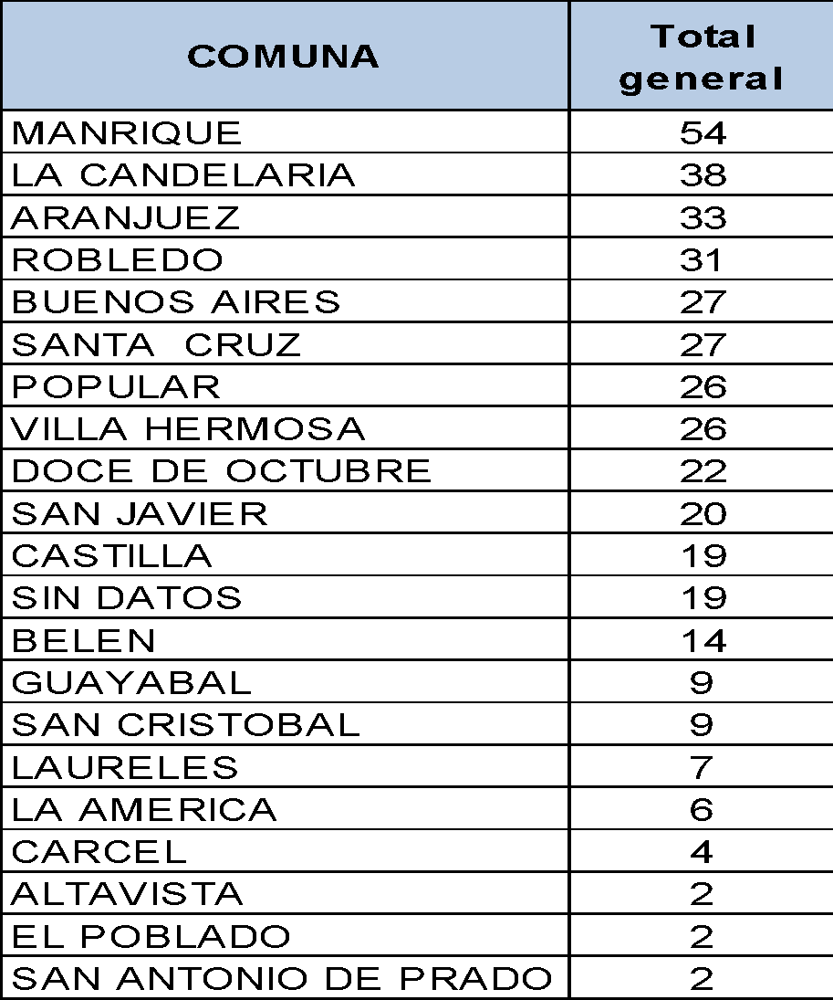 COMUNA Total general
MANRIQUE 54
LA CANDELARIA 38
ARANJUEZ 33
ROBLEDO 31
BUENOS AIRES 27
SANTA CRUZ 27
POPULAR 26
VILLA HERMOSA 26
DOCE DE OCTUBRE 22
SAN JAVIER 20
CASTILLA 19
SIN DATOS 19
BELEN 14
GUAYABAL 9
SAN CRISTOBAL 9
LAURELES 7
LA AMERICA 6
CARCEL 4
ALTAVISTA 2
EL POBLADO 2
SAN ANTONIO DE PRADO 2